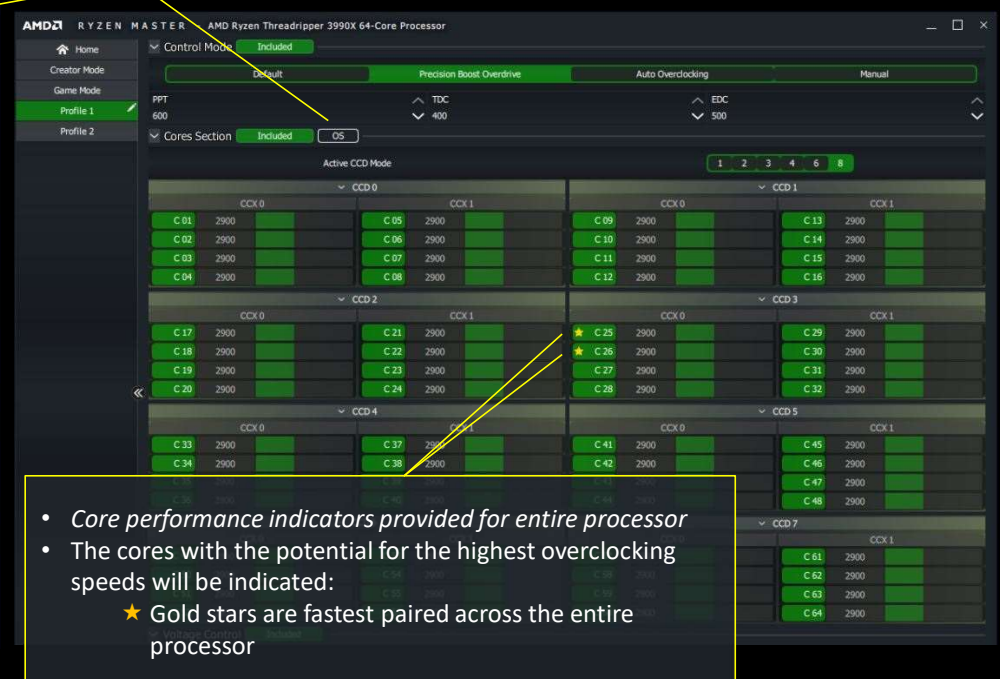 AMD RYZEN MASTER - AMD Ryzen Threadripper 3990X 64-Core Processor
Home
Creator Mode
Game Mode
Profile 1
Profile 2
Control Mode Included
Default Precision Boost Overdrive Auto Overclocking Manual
PPT TDC EDC
600 400 500
Cores Section Included OS
Active CCD Mode 1 2 3 4 6 8
CCD 0 CCD 1
CCX 0 CCX 1 CCX 0 CCX 1
C 01 2900 C 05 2900 C 09 2900 C 13 2900
C 02 2900 C 06 2900 C 10 2900 C 14 2900
C 03 2900 C 07 2900 C 11 2900 C 15 2900
C 04 2900 C 08 2900 C 12 2900 C 16 2900
CCD 2 CCD 3
CCX 0 CCX 1 CCX 0 CCX 1
C 17 2900 C 21 2900 C 25 2900 C 29 2900
C 18 2900 C 22 2900 C 26 2900 C 30 2900
C 19 2900 C 23 2900 C 27 2900 C 31 2900
C 20 2900 C 24 2900 C 28 2900 C 32 2900
CCD 4 CCD 5
CCX 0 CCX 1 CCX 0 CCX 1
C 33 2900 C 37 2900 C 41 2900 C 45 2900
C 34 2900 C 38 2900 C 42 2900 C 46 2900
C 47 2900
C 48 2900
CCD 7
CCX 1
C 61 2900
C 62 2900
C 63 2900
C 64 2900
• Core performance indicators provided for entire processor
• The cores with the potential for the highest overclocking
speeds will be indicated:
★ Gold stars are fastest paired across the entire
processor
Voltage Control Included